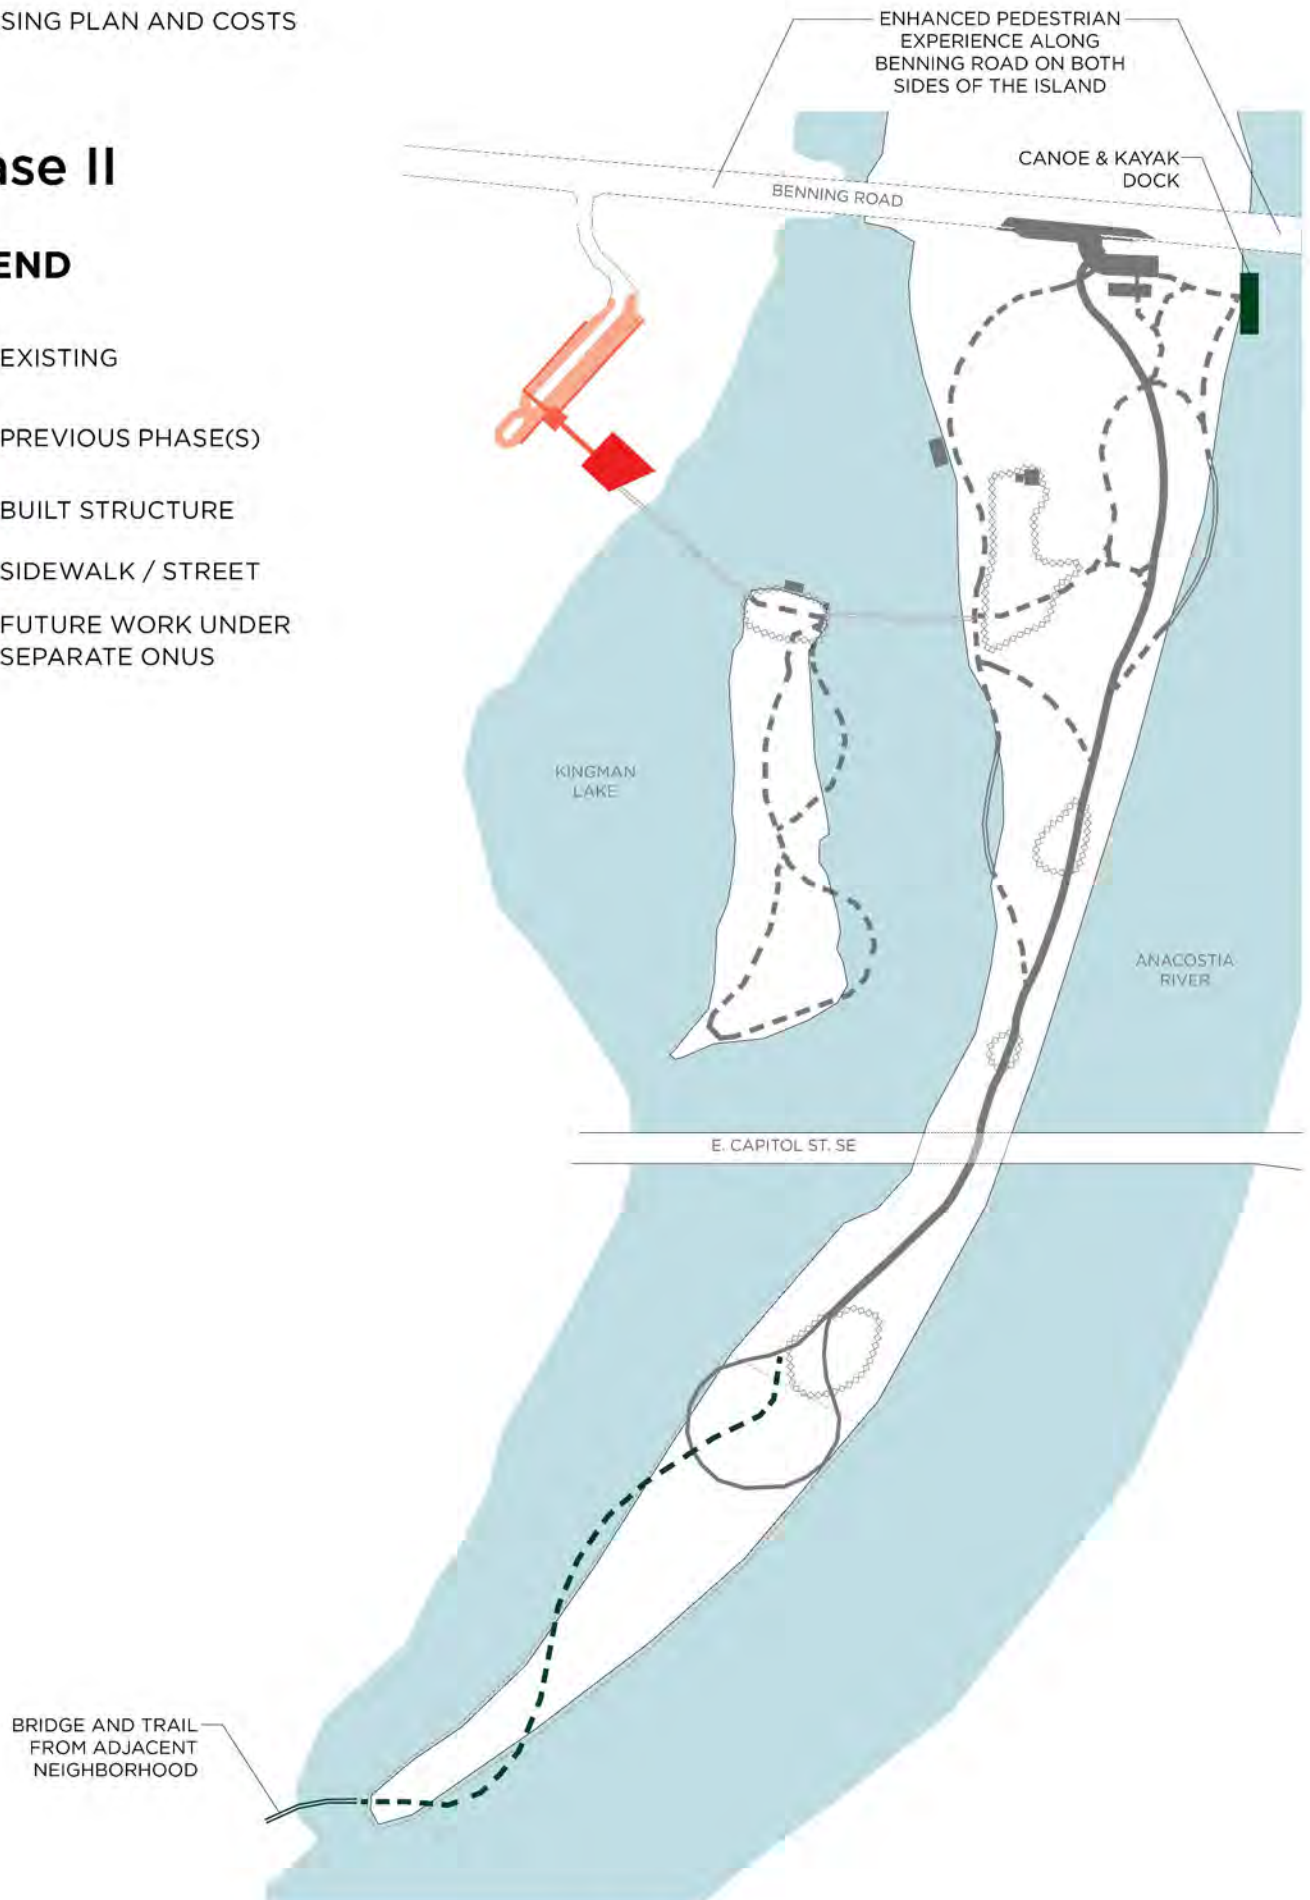 SING PLAN AND COSTS
ase II
END
EXISTING
PREVIOUS PHASE(S)
BUILT STRUCTURE
SIDEWALK / STREET
FUTURE WORK UNDER
SEPARATE ONUS
ENHANCED PEDESTRIAN
EXPERIENCE ALONG
BENNING ROAD ON BOTH
SIDES OF THE ISLAND
CANOE & KAYAK
DOCK
BENNING ROAD
KINGMAN
LAKE
ANACOSTIA
RIVER
E. CAPITOL ST. SE
BRIDGE AND TRAIL
FROM ADJACENT
NEIGHBORHOOD